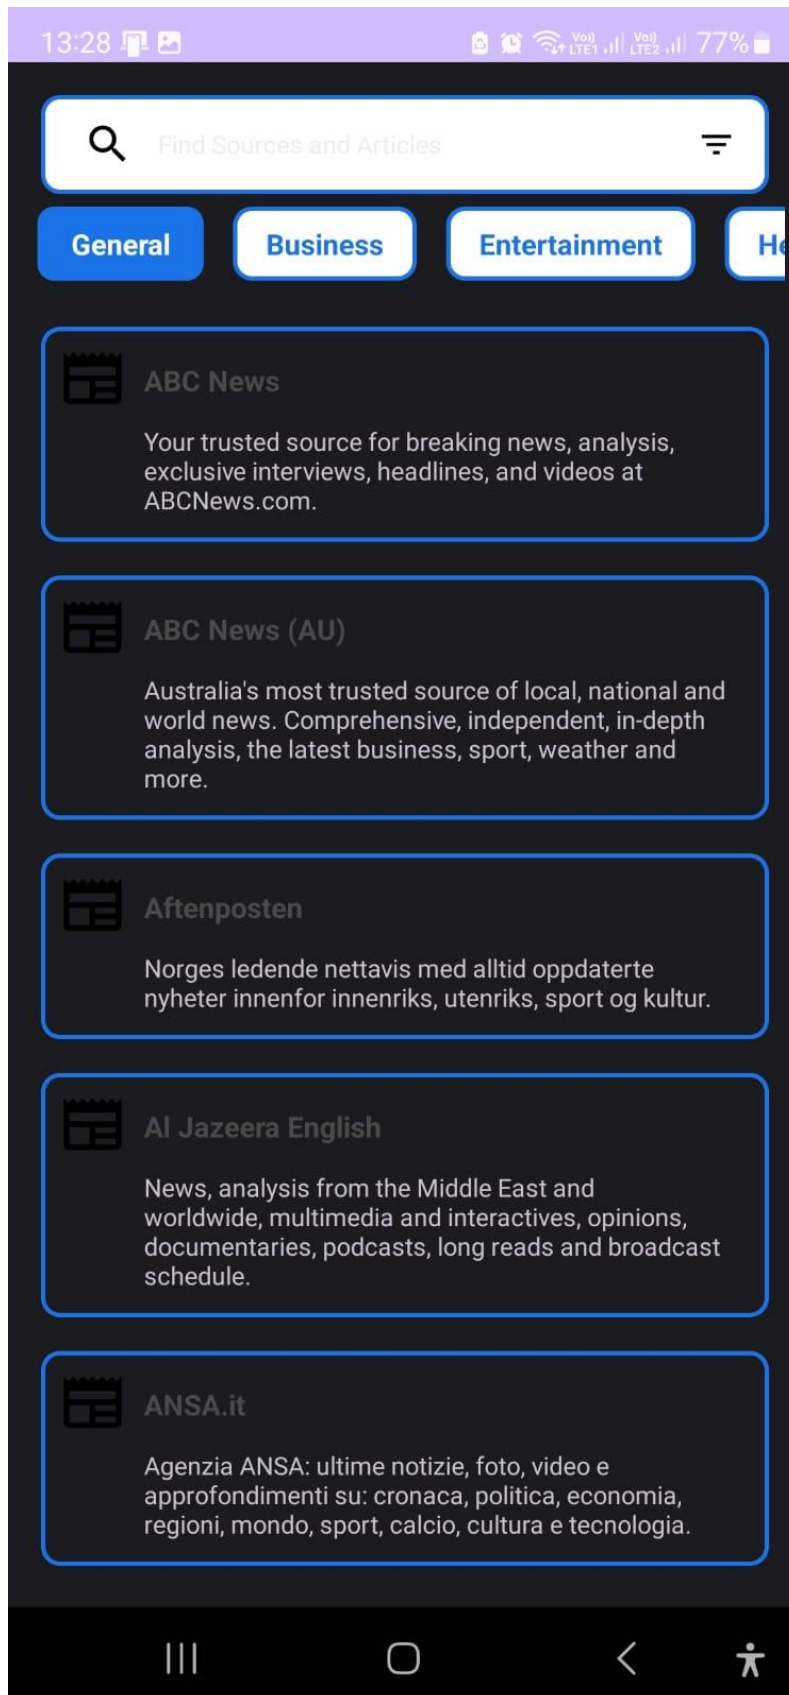 13:28 Vo)) LTE1 Vo)) LTE2 77%
Find Sources and Articles
General Business Entertainment He
ABC News
Your trusted source for breaking news, analysis,
exclusive interviews, headlines, and videos at
ABCNews.com.
ABC News (AU)
Australia's most trusted source of local, national and
world news. Comprehensive, independent, in-depth
analysis, the latest business, sport, weather and
more.
Aftenposten
Norges ledende nettavis med alltid oppdaterte
nyheter innenfor innenriks, utenriks, sport og kultur.
Al Jazeera English
News, analysis from the Middle East and
worldwide, multimedia and interactives, opinions,
documentaries, podcasts, long reads and broadcast
schedule.
ANSA.it
Agenzia ANSA: ultime notizie, foto, video e
approfondimenti su: cronaca, politica, economia,
regioni, mondo, sport, calcio, cultura e tecnologia.